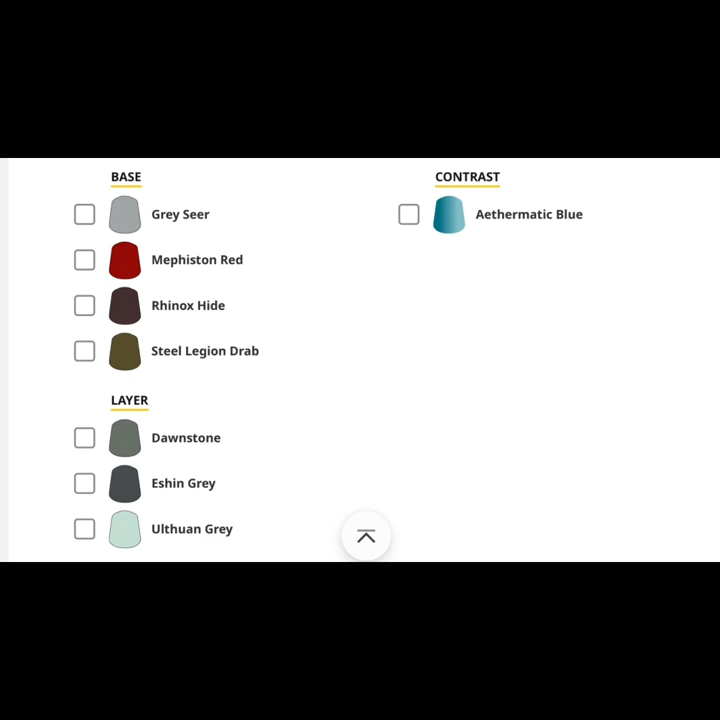 BASE
Grey Seer
Mephiston Red
Rhinox Hide
Steel Legion Drab
LAYER
Dawnstone
Eshin Grey
Ulthuan Grey
CONTRAST
Aethermatic Blue